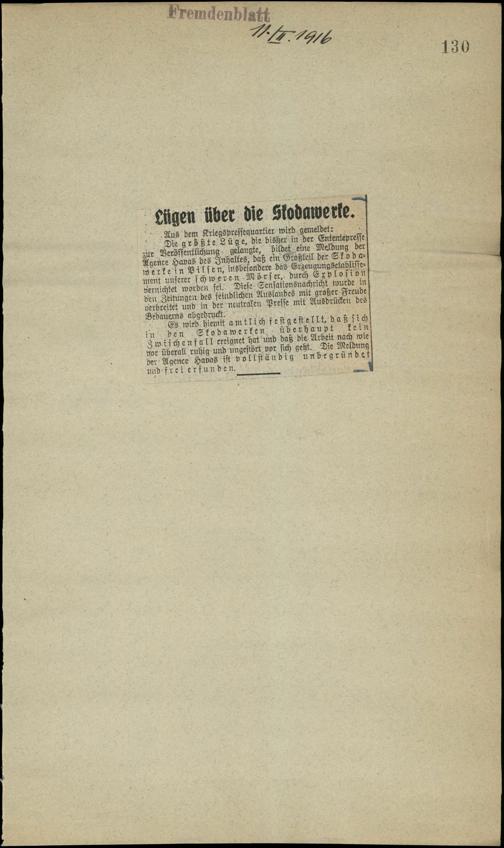 Fremdenblatt
11./II. 1916
130
Lügen über die Skodawerke.
Aus dem Kriegspressequartier wird gemeldet:
Die größte Lüge, die bisher in der Ententepresse
zur Veröffentlichung gelangte, bildet eine Meldung der
Agence Havas des Inhaltes, daß ein Großteil der Skoda-
werke in Pilsen, insbesondere das Erzeugungsetablisse-
ment unserer schweren Mörser, durch Explosion
vernichtet worden sei. Diese Sensationsnachricht wurde in
den Zeitungen des feindlichen Auslandes mit großer Freude
verbreitet und in der neutralen Presse mit Ausdrücken des
Bedauerns abgedruckt.
Es wird hiemit amtlich festgestellt, daß sich
in den Skodawerken überhaupt kein
Zwischenfall ereignet hat und daß die Arbeit nach wie
vor überall ruhig und ungestört vor sich geht. Die Meldung
der Agence Havas ist vollständig unbegründet
und frei erfunden.